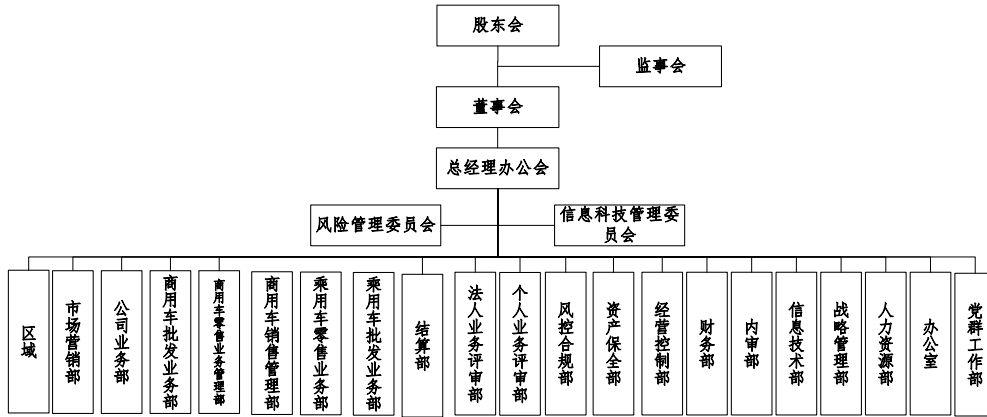 股东会
监事会
董事会
总经理办公会
风险管理委员会
信息科技管理委
员会
区域
市场营销部
公司业务部
商用车批发业务部
商用车零售业务管理部
商用车销售管理部
乘用车零售业务部
乘用车批发业务部
结算部
法人业务评审部
个人业务评审部
风控合规部
资产保全部
经营控制部
财务部
内审部
信息技术部
战略管理部
人力资源部
办公室
党群工作部